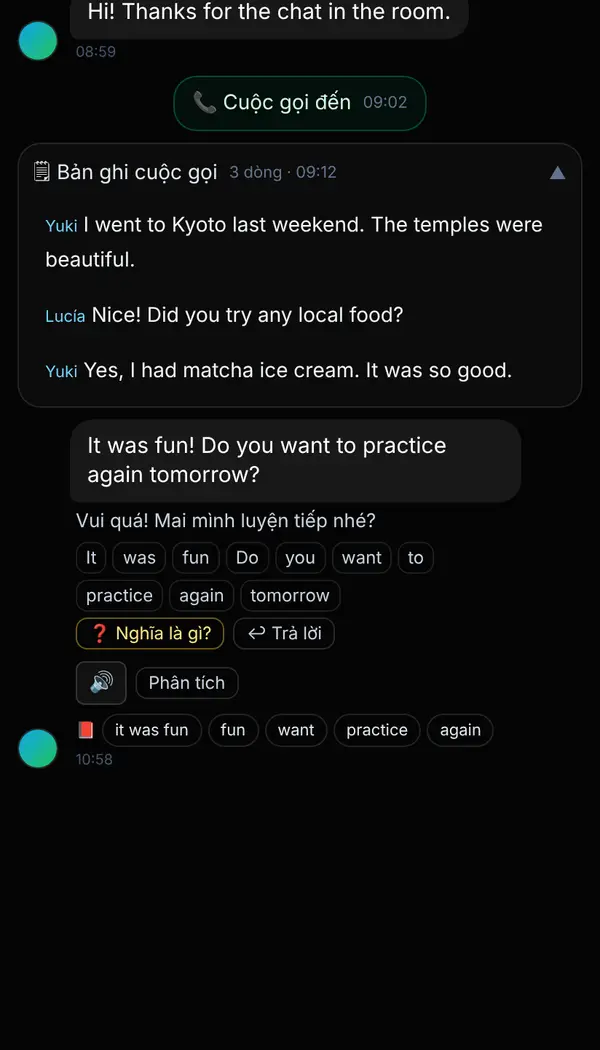 Hi! Thanks for the chat in the room.
08:59
Cuộc gọi đến 09:02
Bản ghi cuộc gọi 3 dòng · 09:12 ▲
Yuki I went to Kyoto last weekend. The temples were
beautiful.
Lucía Nice! Did you try any local food?
Yuki Yes, I had matcha ice cream. It was so good.
It was fun! Do you want to practice
again tomorrow?
Vui quá! Mai mình luyện tiếp nhé?
It was fun Do you want to
practice again tomorrow
❓ Nghĩa là gì? ↩ Trả lời
Phân tích
it was fun fun want practice again
10:58